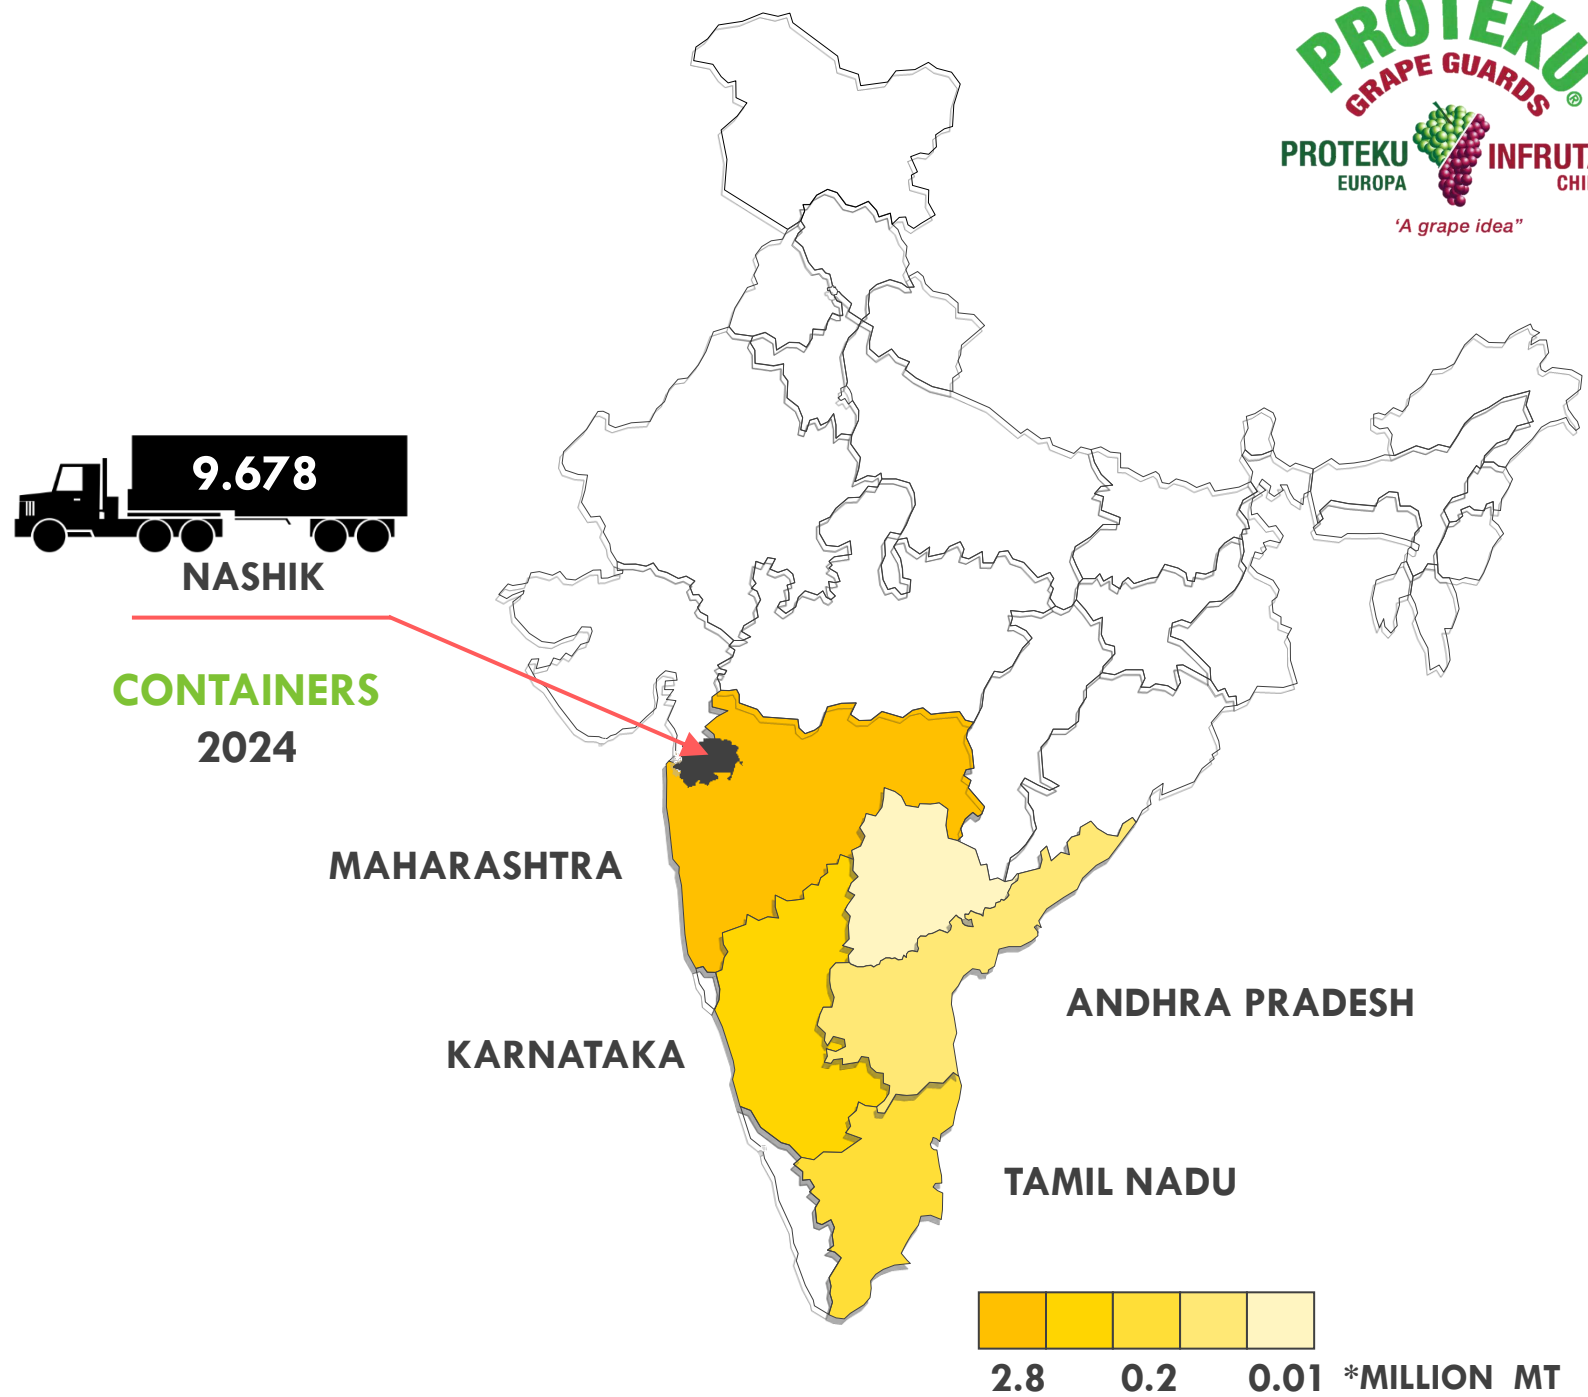 PROTEKU®
GRAPE GUARDS
PROTEKU
EUROPA
'A grape idea”
9.678
NASHIK
CONTAINERS
2024
MAHARASHTRA
KARNATAKA
ANDHRA PRADESH
TAMIL NADU
2.8 0.2 0.01 *MILLION MT